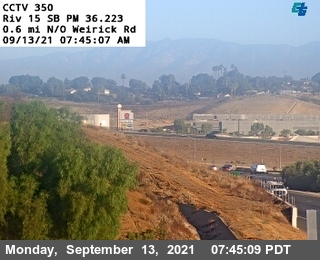 CCTV 350
Riv 15 SB PM 36.223
0.6 mi N/O Weirick Rd
09/13/21 07:45:07 AM
Monday, September 13, 2021 07:45:09 PDT